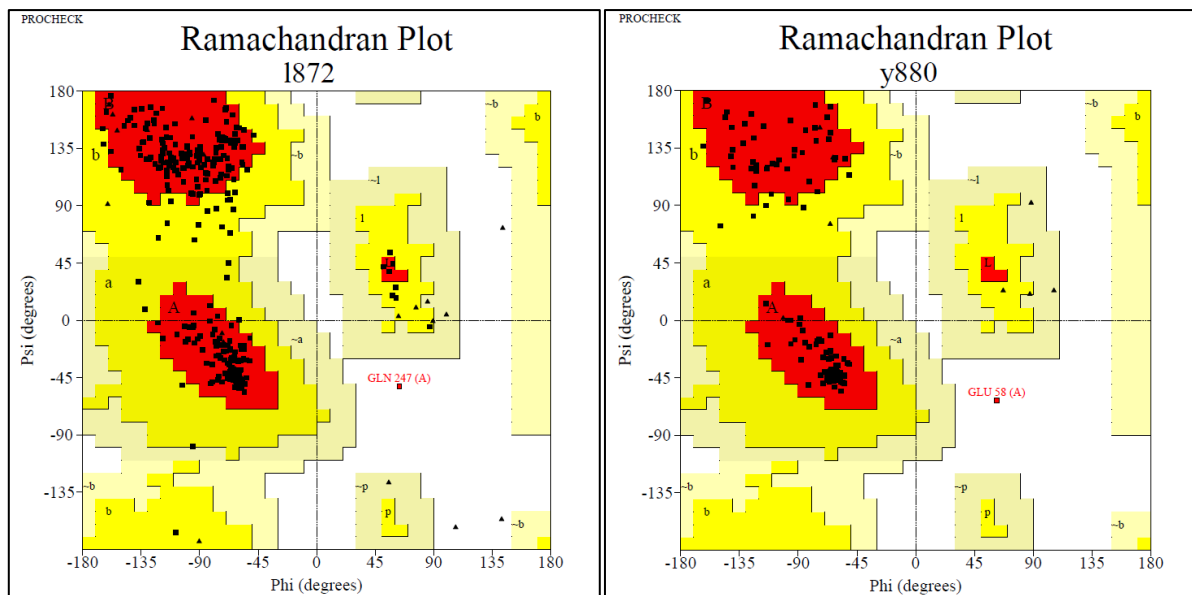 PROCHECK
Ramachandran Plot
l872
B
b
~b
~b
b
~l
l
L
a
A
~a
GLN 247 (A)
~b
b
~p
p
~b
180
135
90
45
0
-45
-90
-135
Psi (degrees)
-180 -135 -90 -45 0 45 90 135 180
Phi (degrees)
PROCHECK
Ramachandran Plot
y880
B
b
~b
~b
b
~l
l
L
a
A
~a
GLU 58 (A)
~b
b
~p
p
~b
180
135
90
45
0
-45
-90
-135
Psi (degrees)
-180 -135 -90 -45 0 45 90 135 180
Phi (degrees)